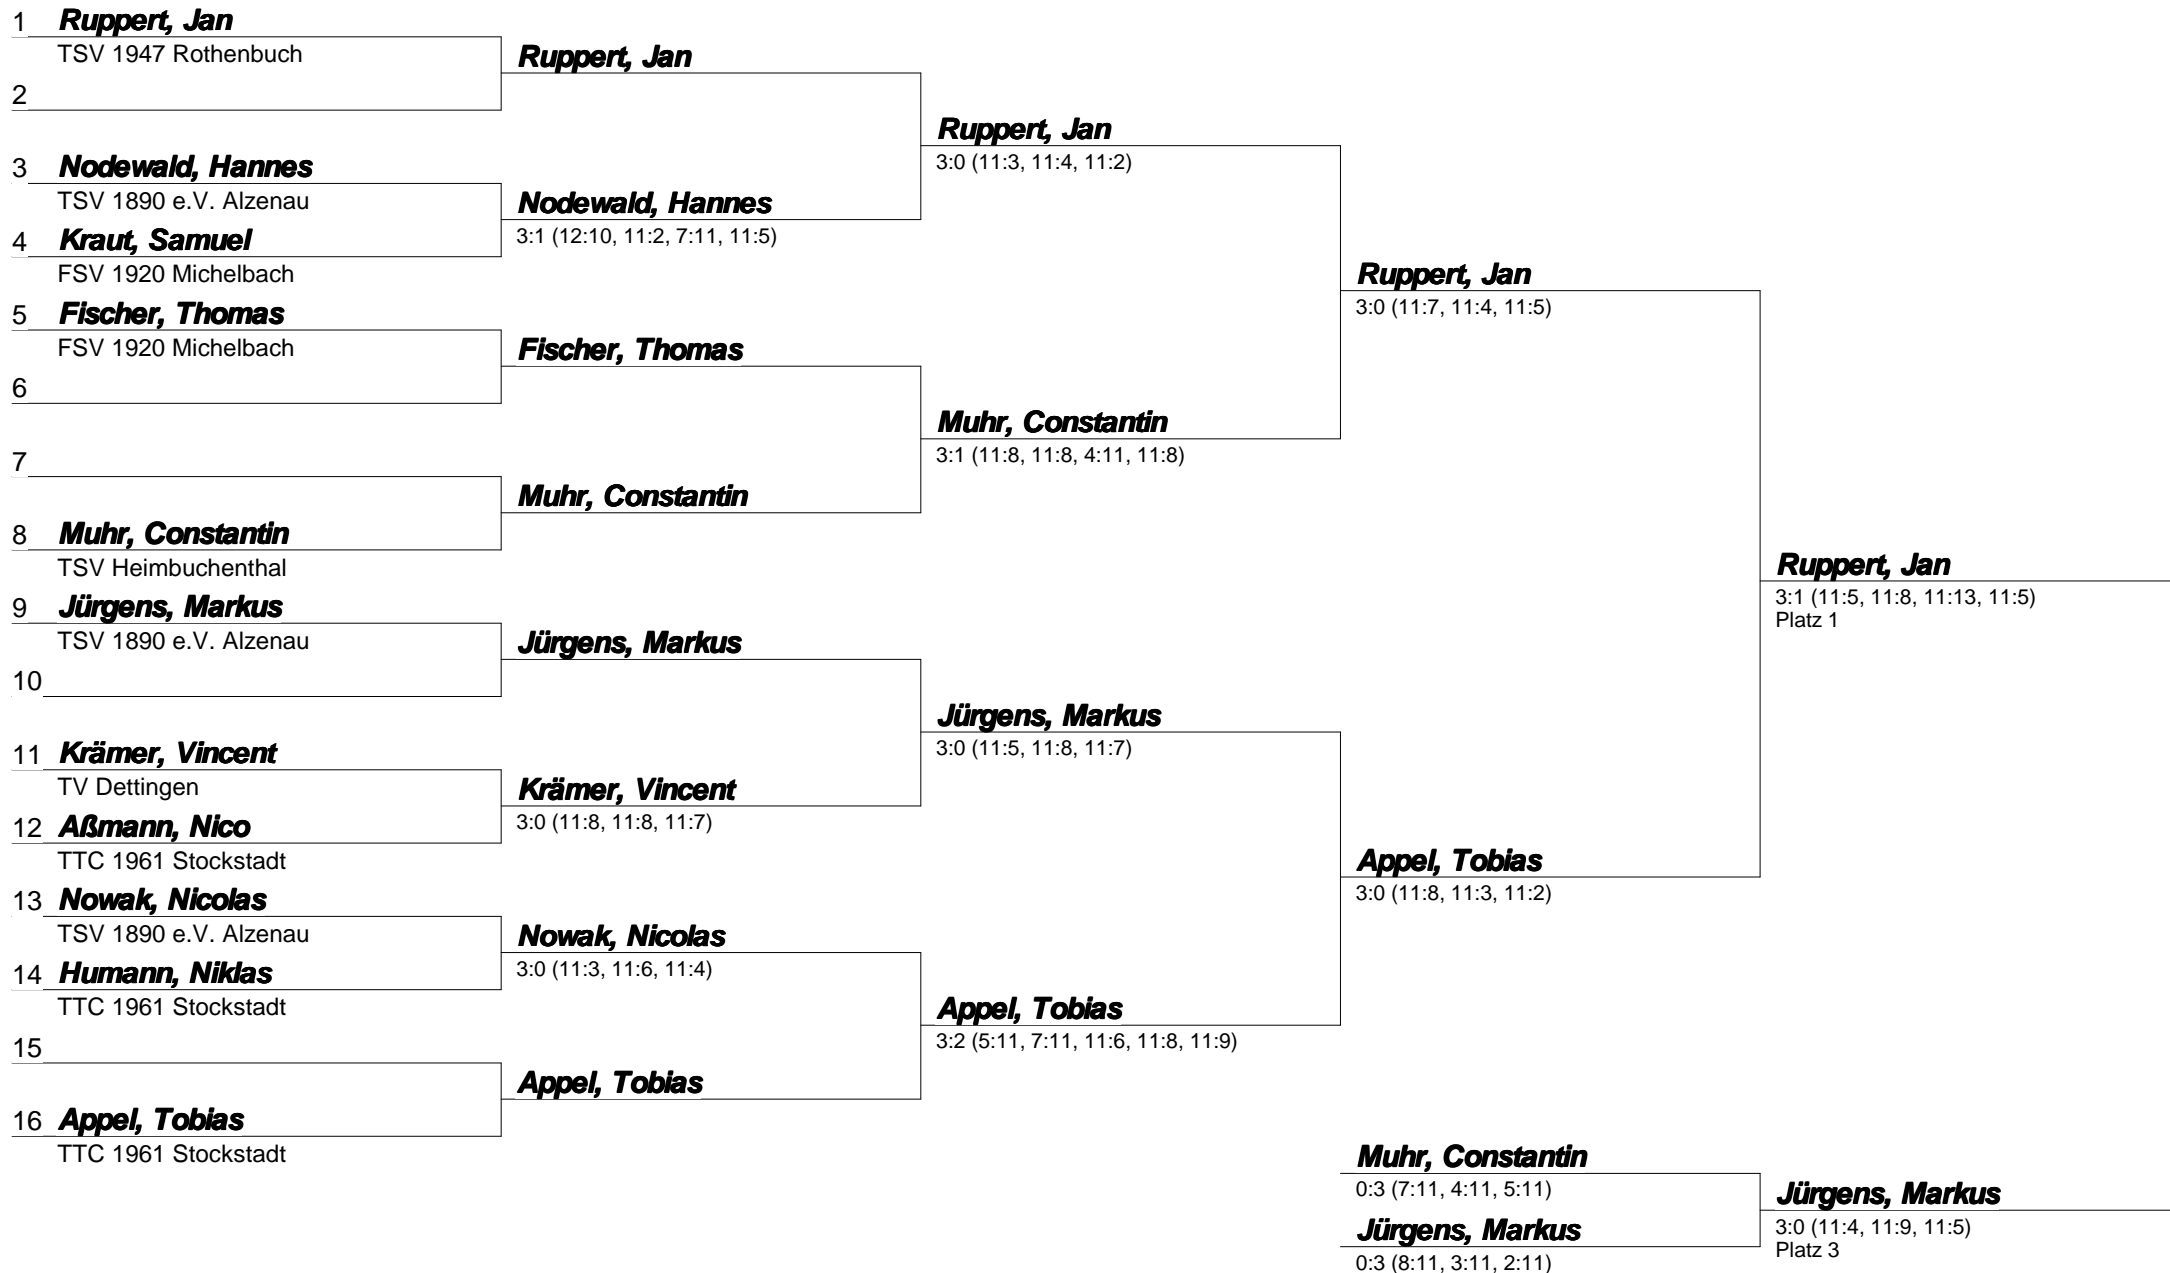 1 Ruppert, Jan
TSV 1947 Rothenbuch
2
3 Nodewald, Hannes
TSV 1890 e.V. Alzenau
4 Kraut, Samuel
FSV 1920 Michelbach
5 Fischer, Thomas
FSV 1920 Michelbach
6
7
8 Muhr, Constantin
TSV Heimbuchenthal
9 Jürgens, Markus
TSV 1890 e.V. Alzenau
10
11 Krämer, Vincent
TV Dettingen
12 Aßmann, Nico
TTC 1961 Stockstadt
13 Nowak, Nicolas
TSV 1890 e.V. Alzenau
14 Humann, Niklas
TTC 1961 Stockstadt
15
16 Appel, Tobias
TTC 1961 Stockstadt
Ruppert, Jan
Nodewald, Hannes
3:1 (12:10, 11:2, 7:11, 11:5)
Fischer, Thomas
Muhr, Constantin
Jürgens, Markus
Krämer, Vincent
3:0 (11:8, 11:8, 11:7)
Nowak, Nicolas
3:0 (11:3, 11:6, 11:4)
Appel, Tobias
Ruppert, Jan
3:0 (11:3, 11:4, 11:2)
Muhr, Constantin
3:1 (11:8, 11:8, 4:11, 11:8)
Jürgens, Markus
3:0 (11:5, 11:8, 11:7)
Appel, Tobias
3:2 (5:11, 7:11, 11:6, 11:8, 11:9)
Ruppert, Jan
3:0 (11:7, 11:4, 11:5)
Appel, Tobias
3:0 (11:8, 11:3, 11:2)
Ruppert, Jan
3:1 (11:5, 11:8, 11:13, 11:5)
Platz 1
Muhr, Constantin
0:3 (7:11, 4:11, 5:11)
Jürgens, Markus
0:3 (8:11, 3:11, 2:11)
Jürgens, Markus
3:0 (11:4, 11:9, 11:5)
Platz 3